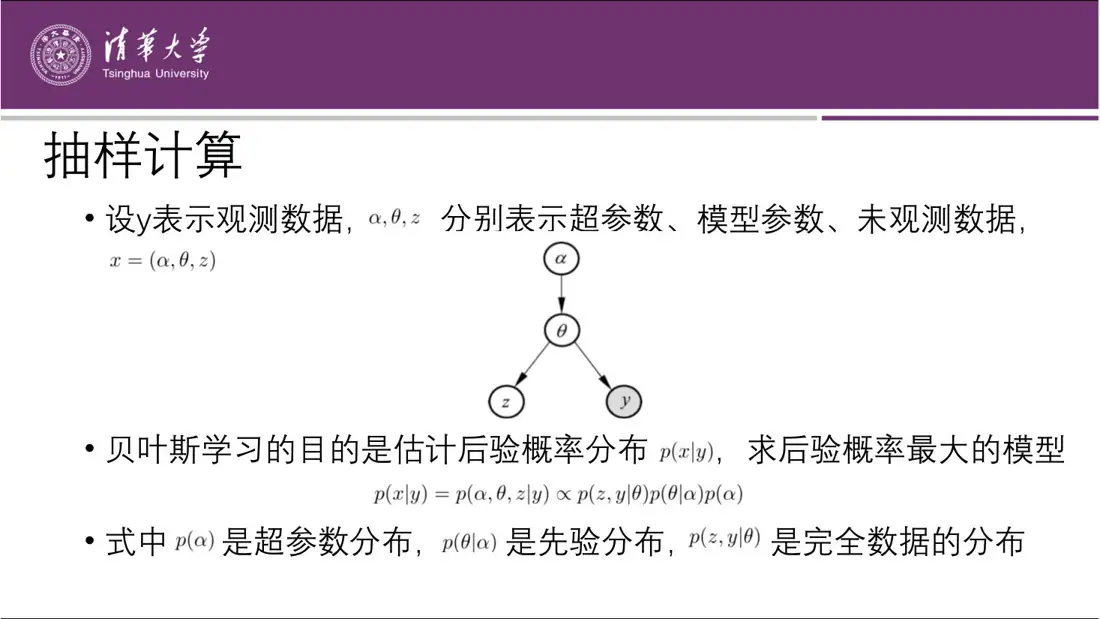 清华大学
Tsinghua University
抽样计算
• 设y表示观测数据，α, θ, z 分别表示超参数、模型参数、未观测数据，
x = (α, θ, z)
α
θ
z
y
• 贝叶斯学习的目的是估计后验概率分布 p(x|y)，求后验概率最大的模型
p(x|y) = p(α, θ, z|y) ∝ p(z, y|θ)p(θ|α)p(α)
• 式中 p(α) 是超参数分布，p(θ|α) 是先验分布，p(z, y|θ) 是完全数据的分布